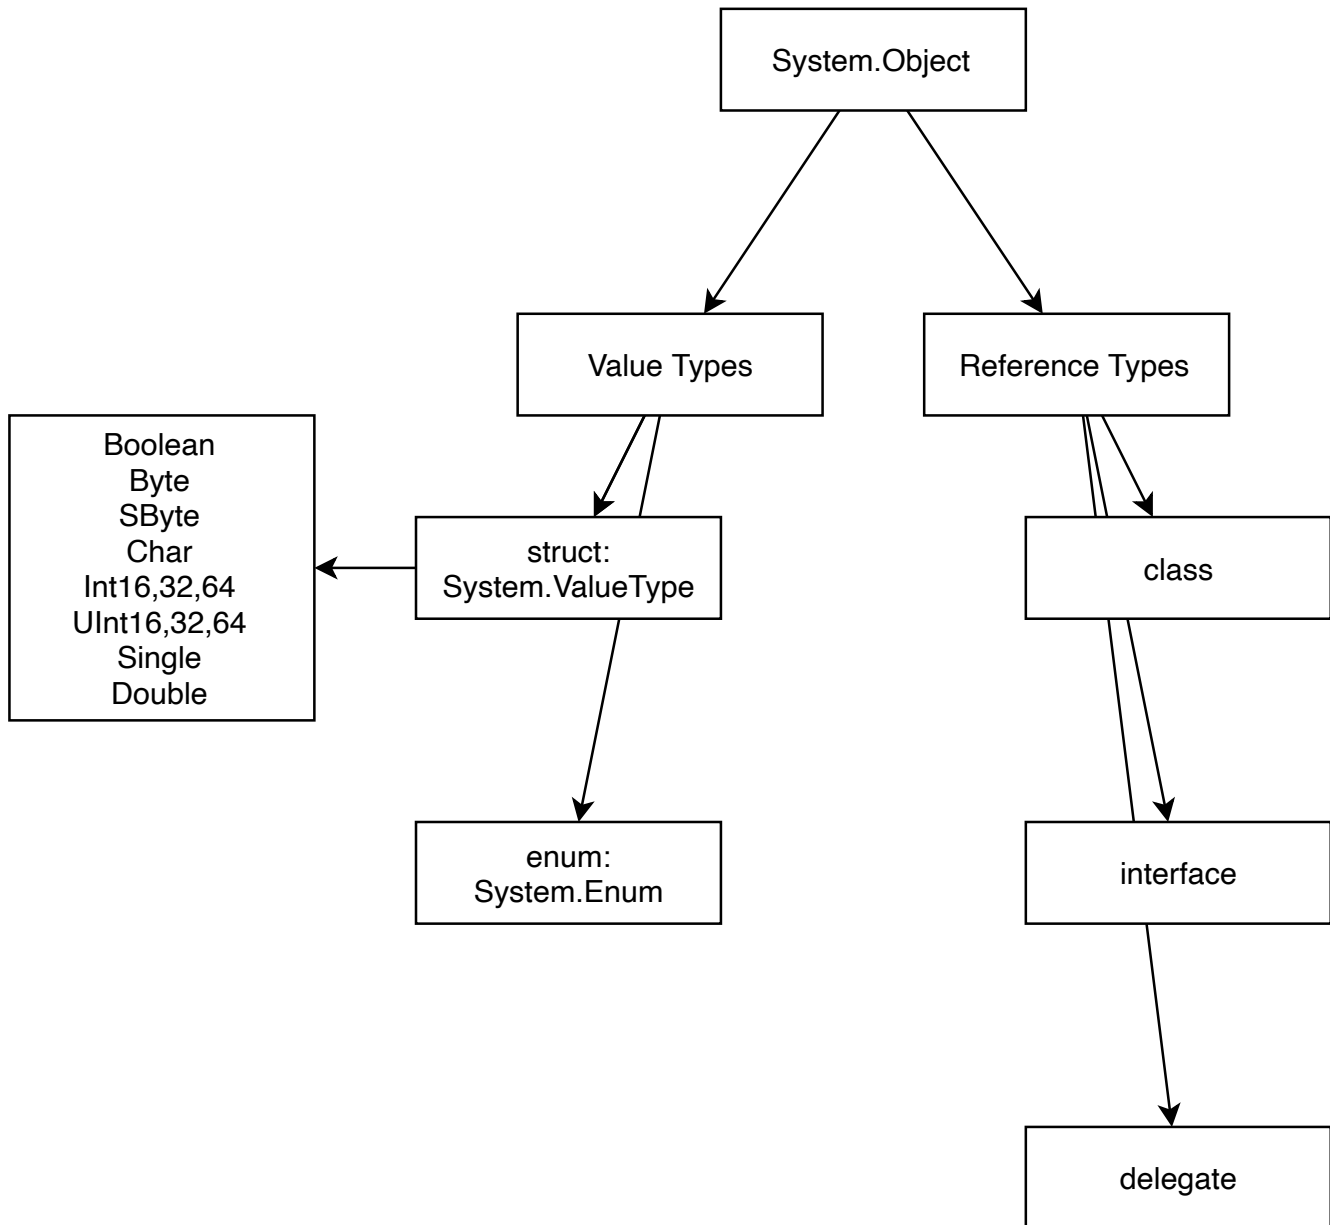 System.Object
Value Types
Reference Types
Boolean
Byte
SByte
Char
Int16,32,64
UInt16,32,64
Single
Double
struct:
System.ValueType
class
enum:
System.Enum
interface
delegate